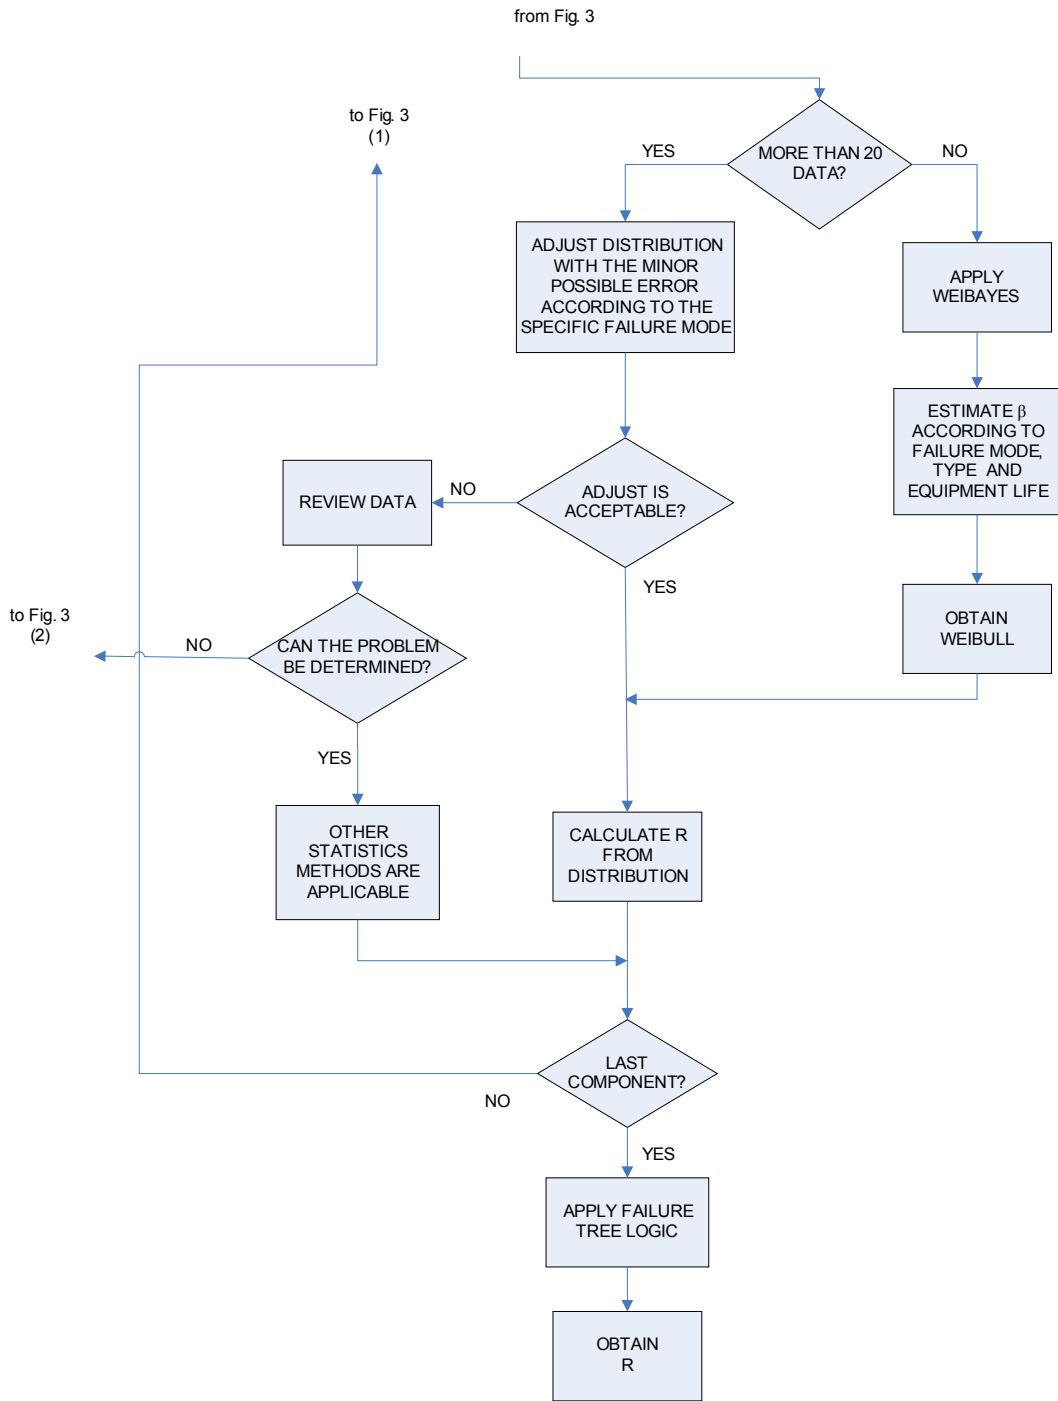 from Fig. 3
to Fig. 3
(1)
YES
MORE THAN 20
DATA?
NO
ADJUST DISTRIBUTION
WITH THE MINOR
POSSIBLE ERROR
ACCORDING TO THE
SPECIFIC FAILURE MODE
APPLY
WEIBAYES
ESTIMATE β
ACCORDING TO
FAILURE MODE,
TYPE AND
EQUIPMENT LIFE
REVIEW DATA
NO
ADJUST IS
ACCEPTABLE?
YES
to Fig. 3
(2)
NO
CAN THE PROBLEM
BE DETERMINED?
OBTAIN
WEIBULL
YES
OTHER
STATISTICS
METHODS ARE
APPLICABLE
CALCULATE R
FROM
DISTRIBUTION
LAST
COMPONENT?
NO
YES
APPLY FAILURE
TREE LOGIC
OBTAIN
R